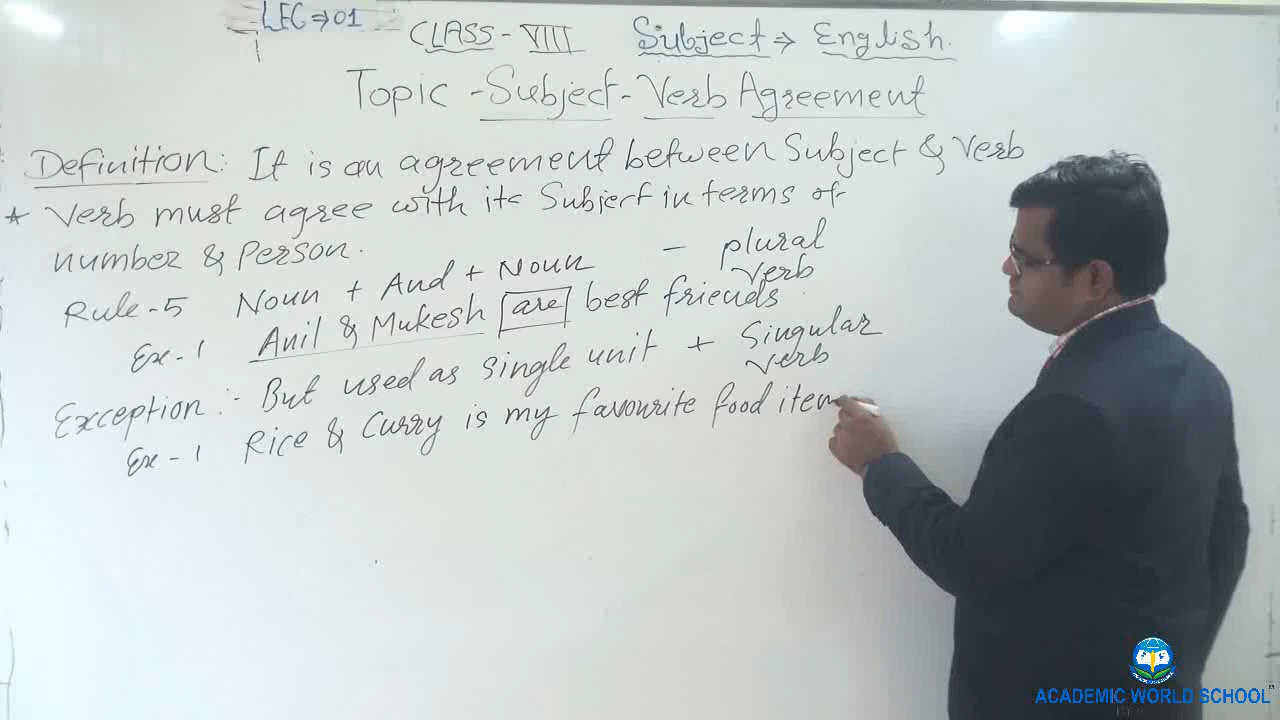 LEC⇒01
CLASS-VIII Subject⇒English.
Topic-Subject-Verb Agreement
Definition: It is an agreement between Subject & Verb
* Verb must agree with its Subject in terms of
number & Person.
Rule-5 Noun + And + Noun - plural
verb
Ex-1 Anil & Mukesh are best friends.
Exception:- But used as single unit + Singular
verb
Ex-1 Rice & Curry is my favourite food item
ACADEMIC WORLD SCHOOL